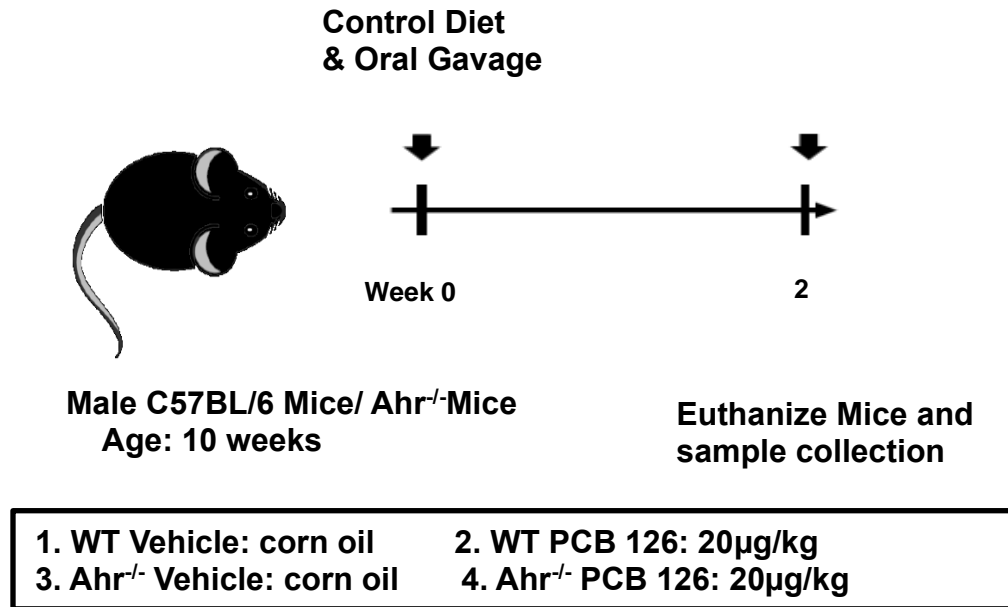 Control Diet
& Oral Gavage
Week 0
2
Male C57BL/6 Mice/ Ahr-/-Mice
Age: 10 weeks
Euthanize Mice and
sample collection
1. WT Vehicle: corn oil 2. WT PCB 126: 20µg/kg
3. Ahr-/- Vehicle: corn oil 4. Ahr-/- PCB 126: 20µg/kg